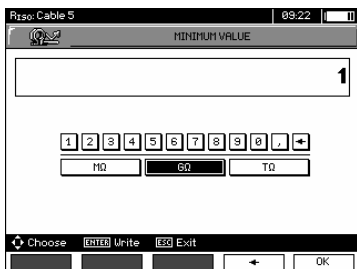 RISO: Cable 5 09:22
MINIMUM VALUE
1
1 2 3 4 5 6 7 8 9 0 , ←
MΩ GΩ TΩ
Choose ENTER Write ESC Exit
← OK